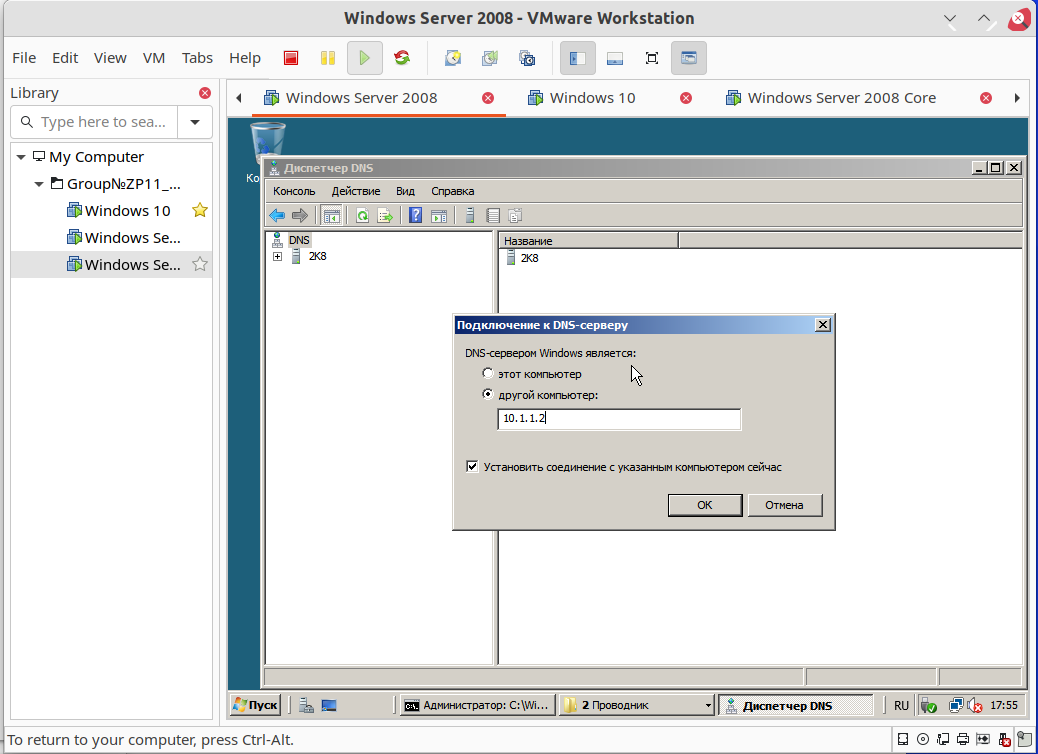 Windows Server 2008 - VMware Workstation
File Edit View VM Tabs Help
Library
Type here to sea...
My Computer
Group№ZP11_...
Windows 10
Windows Se...
Windows Se...
Windows Server 2008
Windows 10
Windows Server 2008 Core
Ко
Диспетчер DNS
Консоль Действие Вид Справка
DNS
2K8
Название
2K8
Подключение к DNS-серверу
DNS-сервером Windows является:
этот компьютер
другой компьютер:
10.1.1.2
Установить соединение с указанным компьютером сейчас
ОК Отмена
Пуск
Администратор: C:\Wi...
2 Проводник
Диспетчер DNS
RU
17:55
To return to your computer, press Ctrl-Alt.